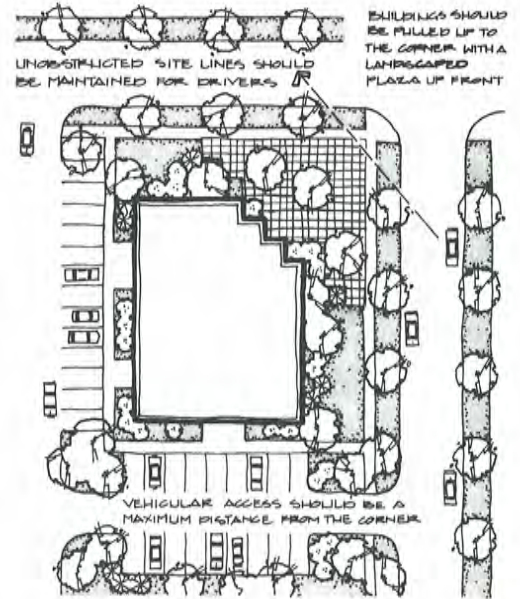 UNOBSTRUCTED SITE LINES SHOULD
BE MAINTAINED FOR DRIVERS
BUILDINGS SHOULD
BE PULLED UP TO
THE CORNER WITH A
LANDSCAPED
PLAZA UP FRONT
VEHICULAR ACCESS SHOULD BE A
MAXIMUM DISTANCE FROM THE CORNER